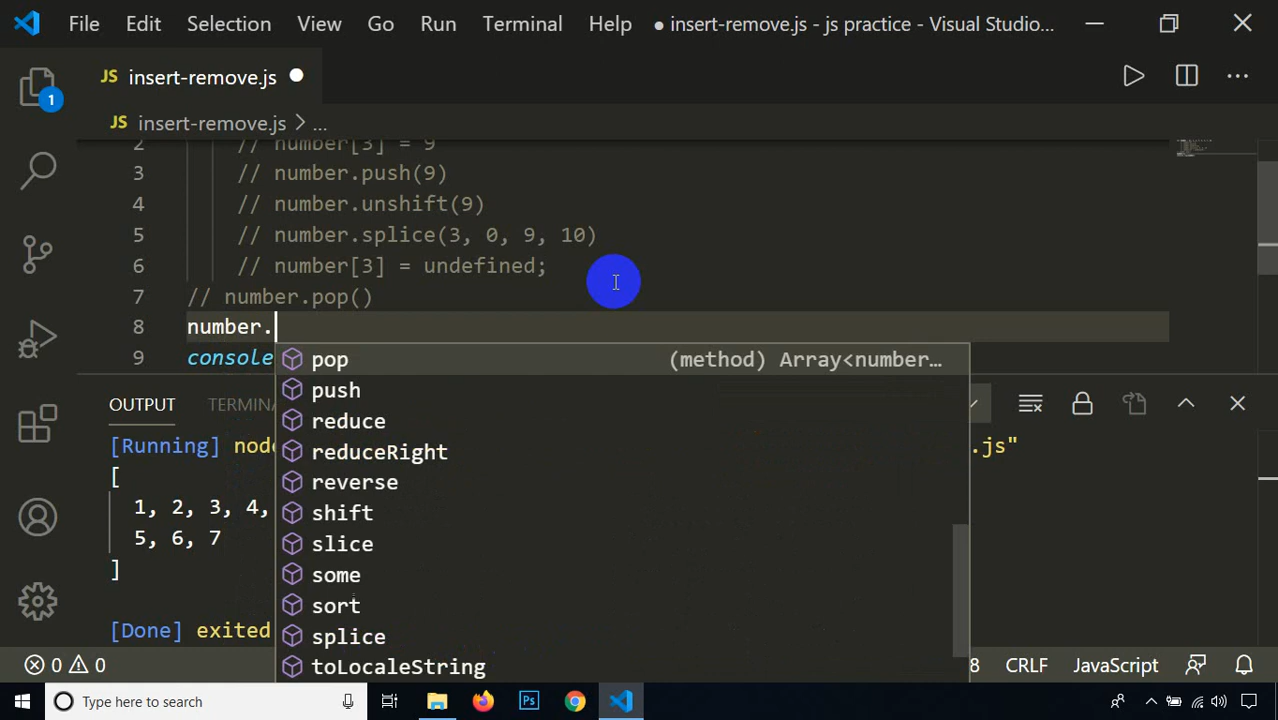 File Edit Selection View Go Run Terminal Help ● insert-remove.js - js practice - Visual Studio...
JS insert-remove.js ●
JS insert-remove.js > ...
2 // number[3] = 9
3 // number.push(9)
4 // number.unshift(9)
5 // number.splice(3, 0, 9, 10)
6 // number[3] = undefined;
7 // number.pop()
8 number.
9 console
1
pop (method) Array<number…
push
reduce
reduceRight
reverse
shift
slice
some
sort
splice
toLocaleString
OUTPUT TERMINA
[Running] node .js"
[
1, 2, 3, 4,
5, 6, 7
]
[Done] exited
0 0 8 CRLF JavaScript
Type here to search
Ps